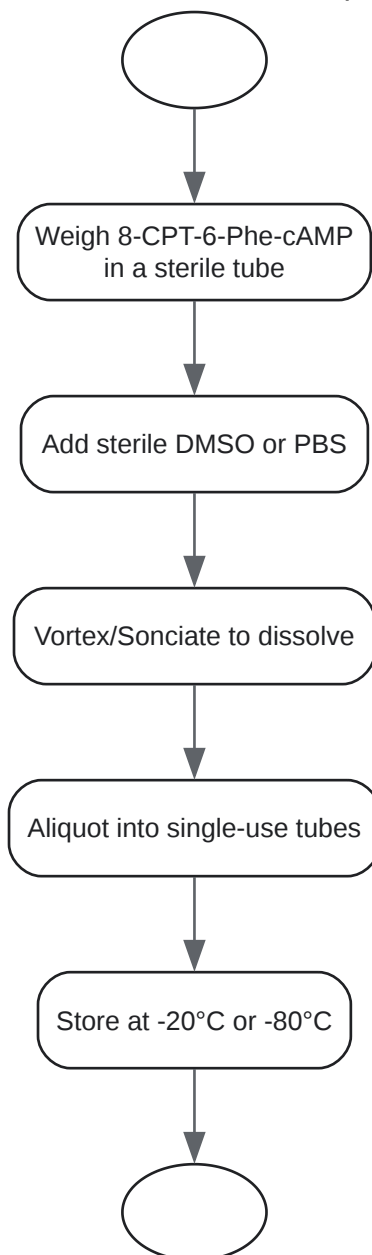 Weigh 8-CPT-6-Phe-cAMP
in a sterile tube
Add sterile DMSO or PBS
Vortex/Sonciate to dissolve
Aliquot into single-use tubes
Store at -20°C or -80°C